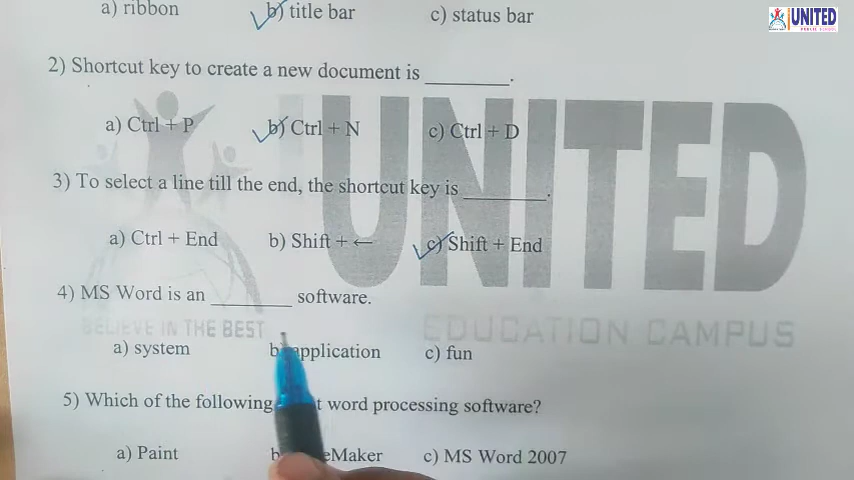 a) ribbon b) title bar c) status bar
UNITED
2) Shortcut key to create a new document is ________.
a) Ctrl + P b) Ctrl + N c) Ctrl + D
3) To select a line till the end, the shortcut key is ________.
a) Ctrl + End b) Shift + ← c) Shift + End
UNITED
4) MS Word is an ________ software.
BELIEVE IN THE BEST EDUCATION CAMPUS
a) system b) application c) fun
5) Which of the following word processing software?
a) Paint c) MS Word 2007